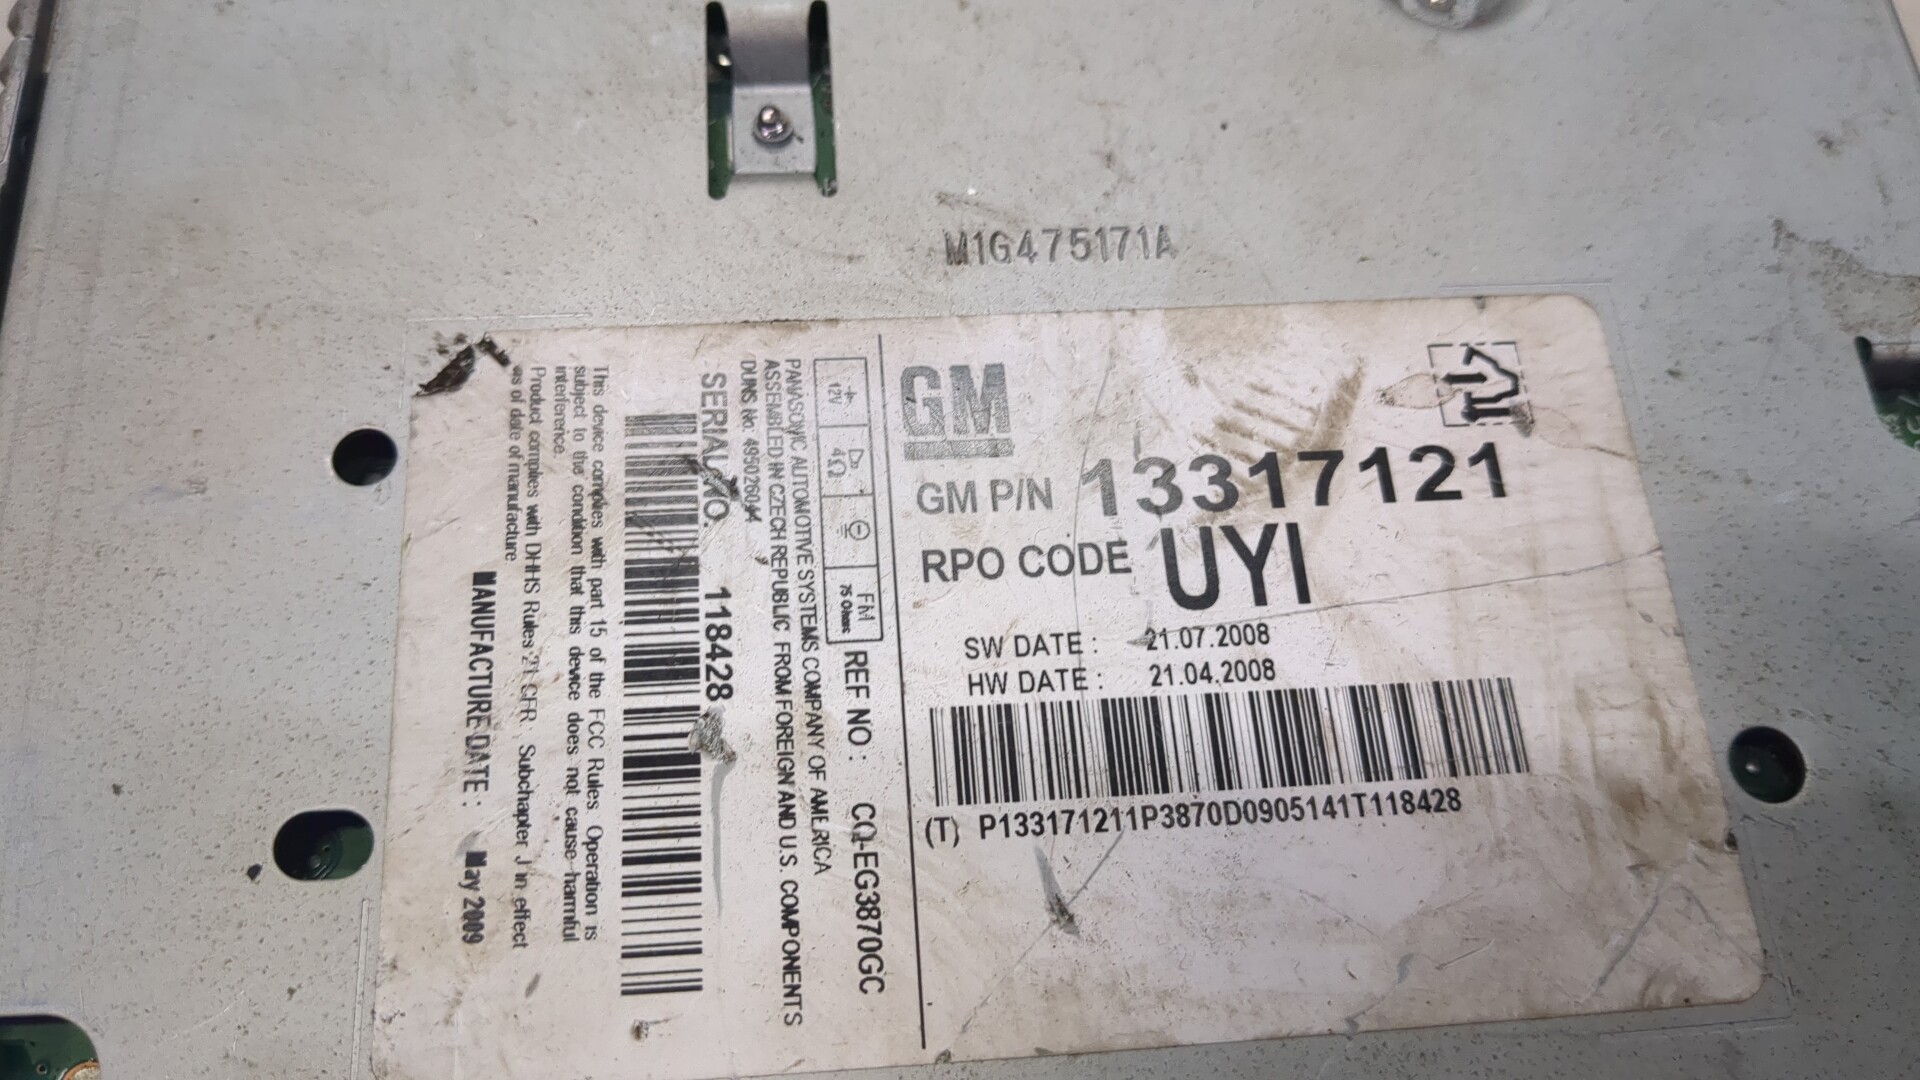 M1G475171A
GM
GM P/N 13317121
RPO CODE UYI
SW DATE : 21.07.2008
HW DATE : 21.04.2008
(T) P133171211P3870D0905141T118428
12V
4Ω
FM
75 Ohmic
REF NO : CQ-EG3870GC
PANASONIC AUTOMOTIVE SYSTEMS COMPANY OF AMERICA
ASSEMBLED IN CZECH REPUBLIC FROM FOREIGN AND U.S. COMPONENTS
DUNS No:
SERIAL NO. 118428
This device complies with part 15 of the FCC Rules. Operation is
subject to the condition that this device does not cause harmful
interference.
Product complies with DHHS Rules 21 CFR. Subchapter J in effect
as of date of manufacture
MANUFACTURE DATE : May 2009